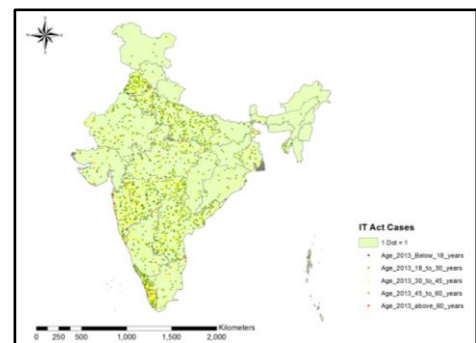 IT Act Cases
1 Dot = 1
Age_2013_Below_18_years
Age_2013_18_to_30_years
Age_2013_30_to_45_years
Age_2013_45_to_60_years
Age_2013_above_60_years
Kilometers
0 250 500 1,000 1,500 2,000